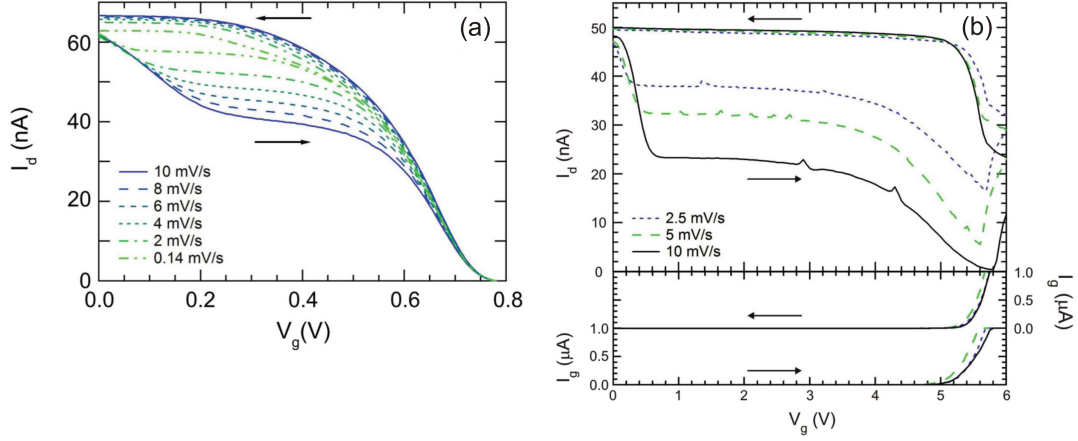 (a)
60
40
20
0
I_d (nA)
10 mV/s
8 mV/s
6 mV/s
4 mV/s
2 mV/s
0.14 mV/s
0.0 0.2 0.4 0.6 0.8
V_g(V)
(b)
50
40
30
20
10
0
I_d (nA)
2.5 mV/s
5 mV/s
10 mV/s
1.0
0.5
0.0
I_g (μA)
1.0
0.5
0.0
I_g (μA)
0 1 2 3 4 5 6
V_g (V)